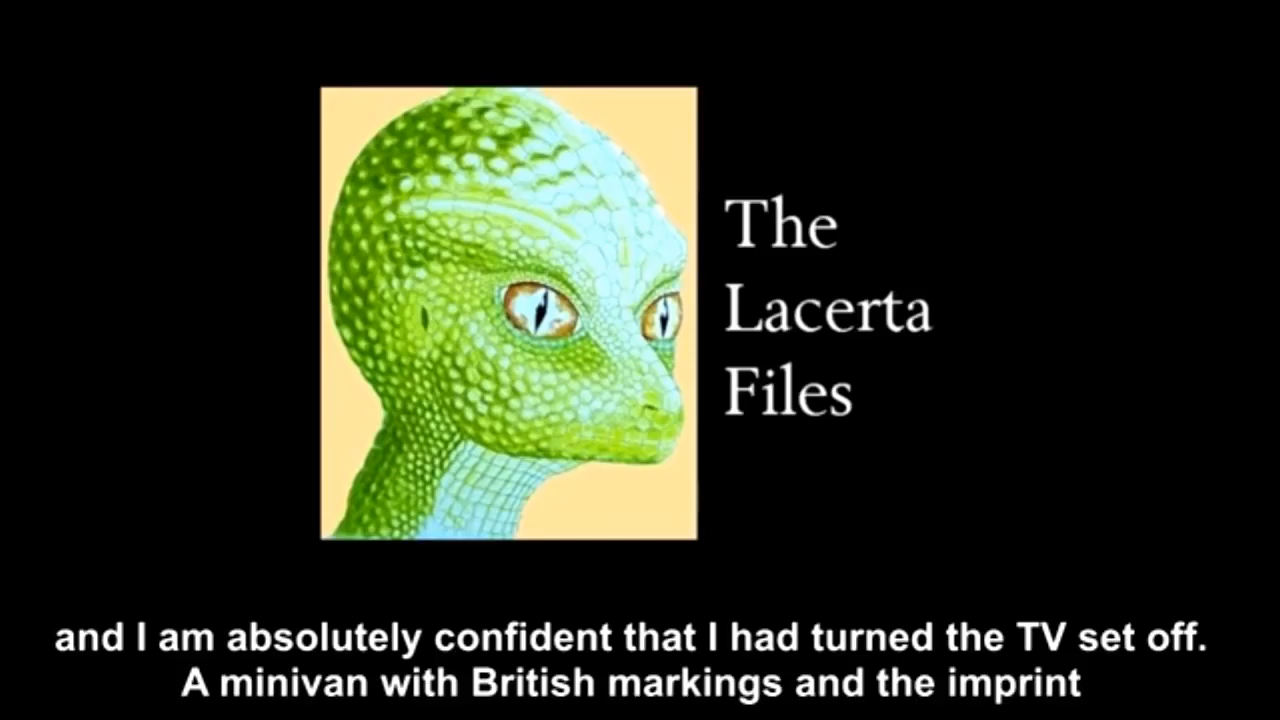 The
Lacerta
Files
and I am absolutely confident that I had turned the TV set off.
A minivan with British markings and the imprint